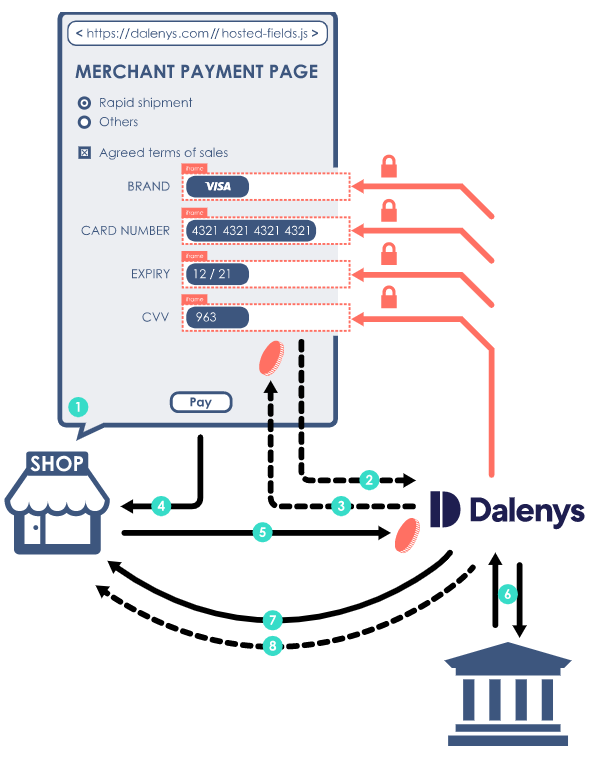 < https://dalenys.com// hosted-fields.js >
MERCHANT PAYMENT PAGE
Rapid shipment
Others
Agreed terms of sales
iframe
BRAND VISA
iframe
CARD NUMBER 4321 4321 4321 4321
iframe
EXPIRY 12 / 21
iframe
CVV 963
Pay
1
SHOP
2
3
4
Dalenys
5
6
7
8